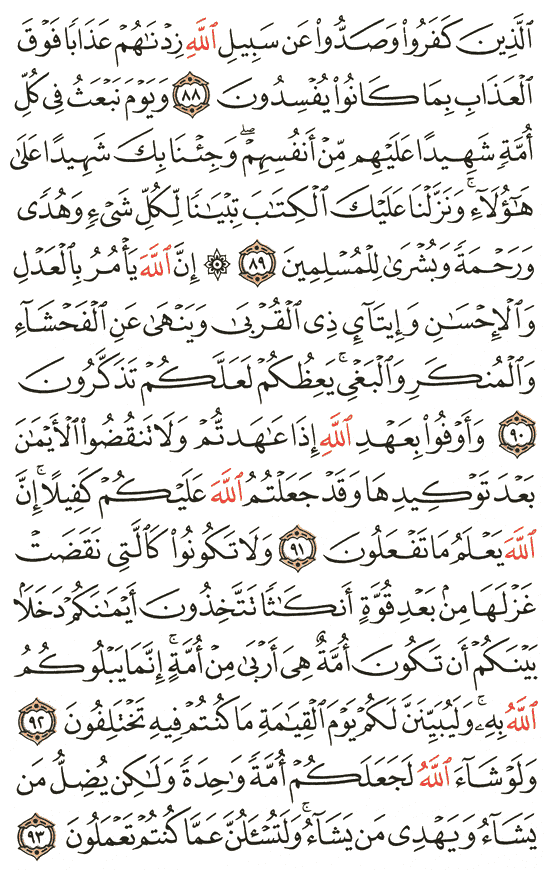 ٱلَّذِينَ كَفَرُواْ وَصَدُّواْ عَن سَبِيلِ ٱللَّهِ زِدۡنَٰهُمۡ عَذَابٗا فَوۡقَ
ٱلۡعَذَابِ بِمَا كَانُواْ يُفۡسِدُونَ ٨٨ وَيَوۡمَ نَبۡعَثُ فِي كُلِّ
أُمَّةٖ شَهِيدًا عَلَيۡهِم مِّنۡ أَنفُسِهِمۡۖ وَجِئۡنَا بِكَ شَهِيدًا عَلَىٰ
هَٰٓؤُلَآءِۚ وَنَزَّلۡنَا عَلَيۡكَ ٱلۡكِتَٰبَ تِبۡيَٰنٗا لِّكُلِّ شَيۡءٖ وَهُدٗى
وَرَحۡمَةٗ وَبُشۡرَىٰ لِلۡمُسۡلِمِينَ ٨٩ ۞ إِنَّ ٱللَّهَ يَأۡمُرُ بِٱلۡعَدۡلِ
وَٱلۡإِحۡسَٰنِ وَإِيتَآيِٕ ذِي ٱلۡقُرۡبَىٰ وَيَنۡهَىٰ عَنِ ٱلۡفَحۡشَآءِ
وَٱلۡمُنكَرِ وَٱلۡبَغۡيِۚ يَعِظُكُمۡ لَعَلَّكُمۡ تَذَكَّرُونَ
٩٠ وَأَوۡفُواْ بِعَهۡدِ ٱللَّهِ إِذَا عَٰهَدتُّمۡ وَلَا تَنقُضُواْ ٱلۡأَيۡمَٰنَ
بَعۡدَ تَوۡكِيدِهَا وَقَدۡ جَعَلۡتُمُ ٱللَّهَ عَلَيۡكُمۡ كَفِيلًاۚ إِنَّ
ٱللَّهَ يَعۡلَمُ مَا تَفۡعَلُونَ ٩١ وَلَا تَكُونُواْ كَٱلَّتِي نَقَضَتۡ
غَزۡلَهَا مِنۢ بَعۡدِ قُوَّةٍ أَنكَٰثٗا تَتَّخِذُونَ أَيۡمَٰنَكُمۡ دَخَلَۢا
بَيۡنَكُمۡ أَن تَكُونَ أُمَّةٌ هِيَ أَرۡبَىٰ مِنۡ أُمَّةٍۚ إِنَّمَا يَبۡلُوكُمُ
ٱللَّهُ بِهِۦۚ وَلَيُبَيِّنَنَّ لَكُمۡ يَوۡمَ ٱلۡقِيَٰمَةِ مَا كُنتُمۡ فِيهِ تَخۡتَلِفُونَ ٩٢
وَلَوۡ شَآءَ ٱللَّهُ لَجَعَلَكُمۡ أُمَّةٗ وَٰحِدَةٗ وَلَٰكِن يُضِلُّ مَن
يَشَآءُ وَيَهۡدِي مَن يَشَآءُۚ وَلَتُسۡـَٔلُنَّ عَمَّا كُنتُمۡ تَعۡمَلُونَ ٩٣